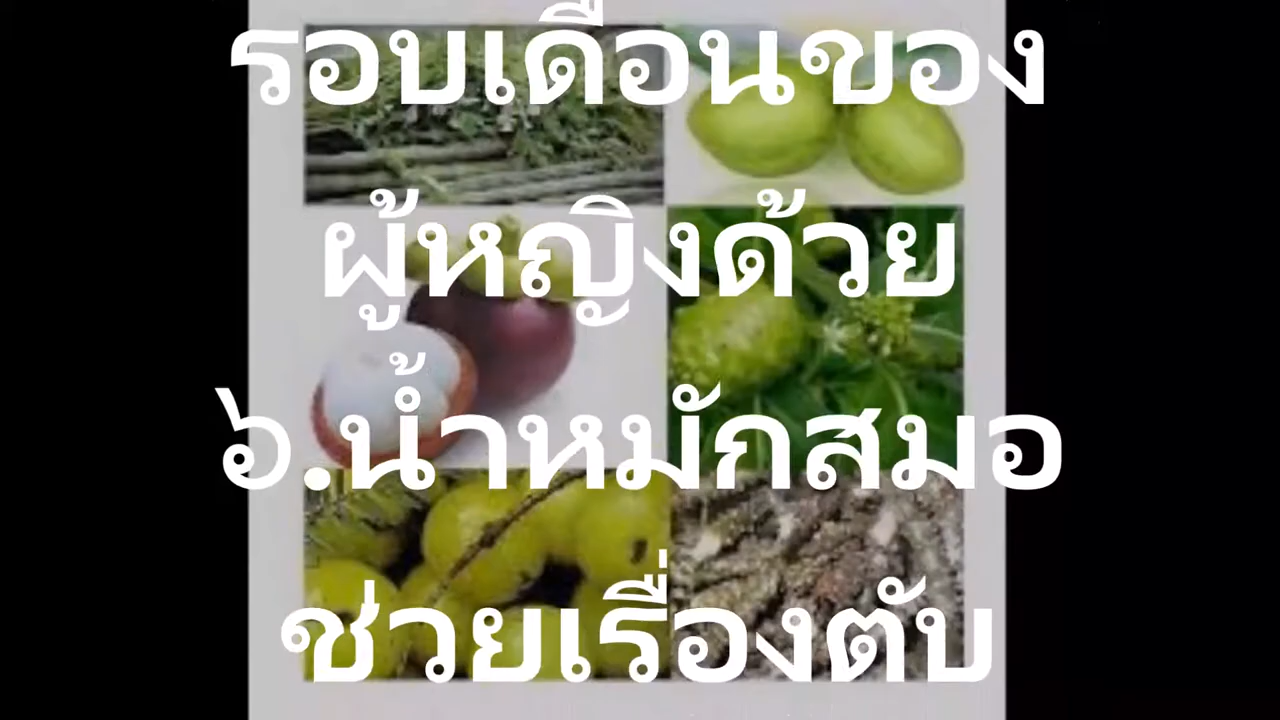 รอบเดือนของ
ผู้หญิงด้วย
๖.น้ำหมักสมอ
ช่วยเรื่องตับ